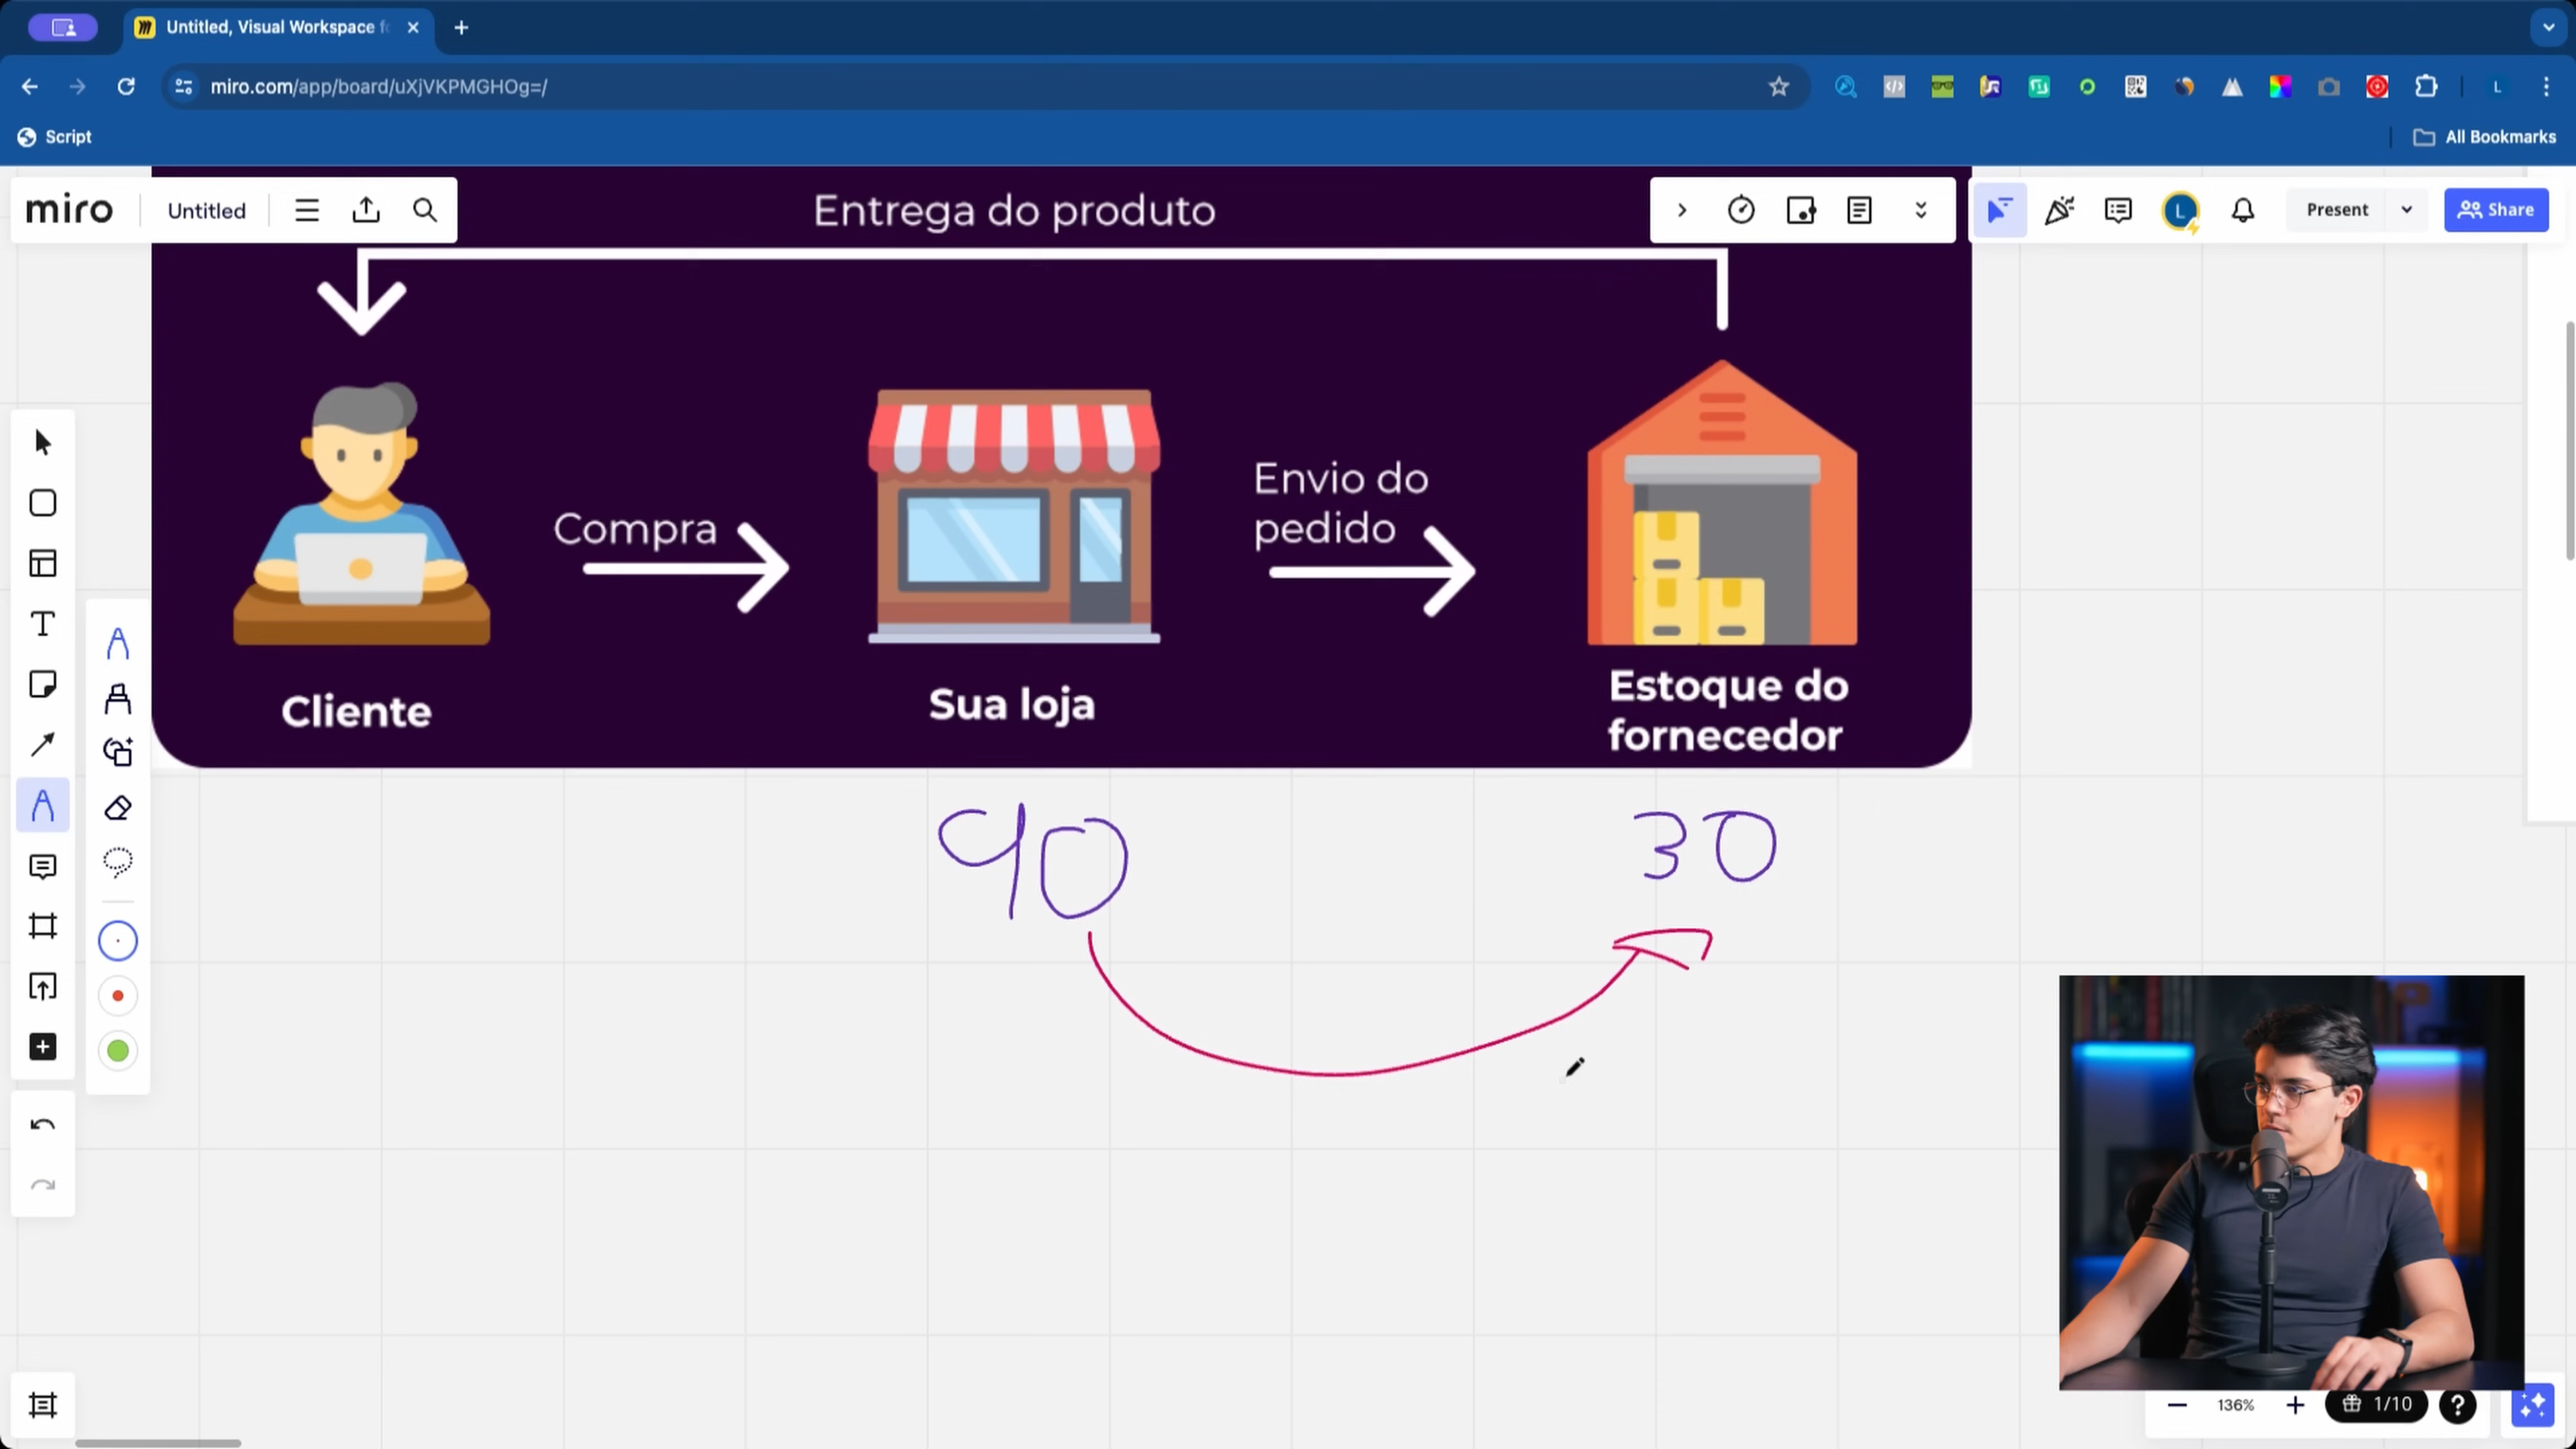 Untitled, Visual Workspace f
miro.com/app/board/uXjVKPMGHOg=/
L
Script
All Bookmarks
miro
Untitled
Entrega do produto
L
Present
Share
Compra
Envio do
pedido
Cliente
Sua loja
Estoque do
fornecedor
90
30
136%
1/10